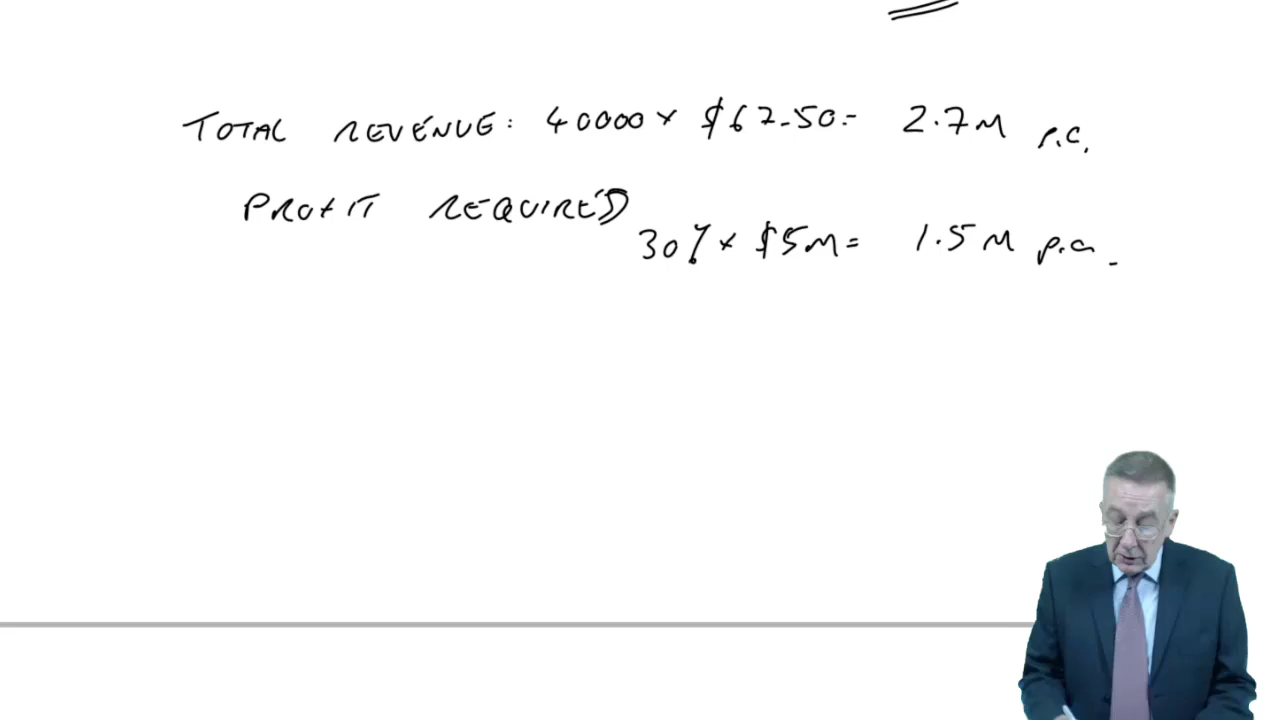 TOTAL REVENUE: 40000 × $67.50= 2.7M p.a.
PROFIT REQUIRED
30% × $5M= 1.5M p.a.